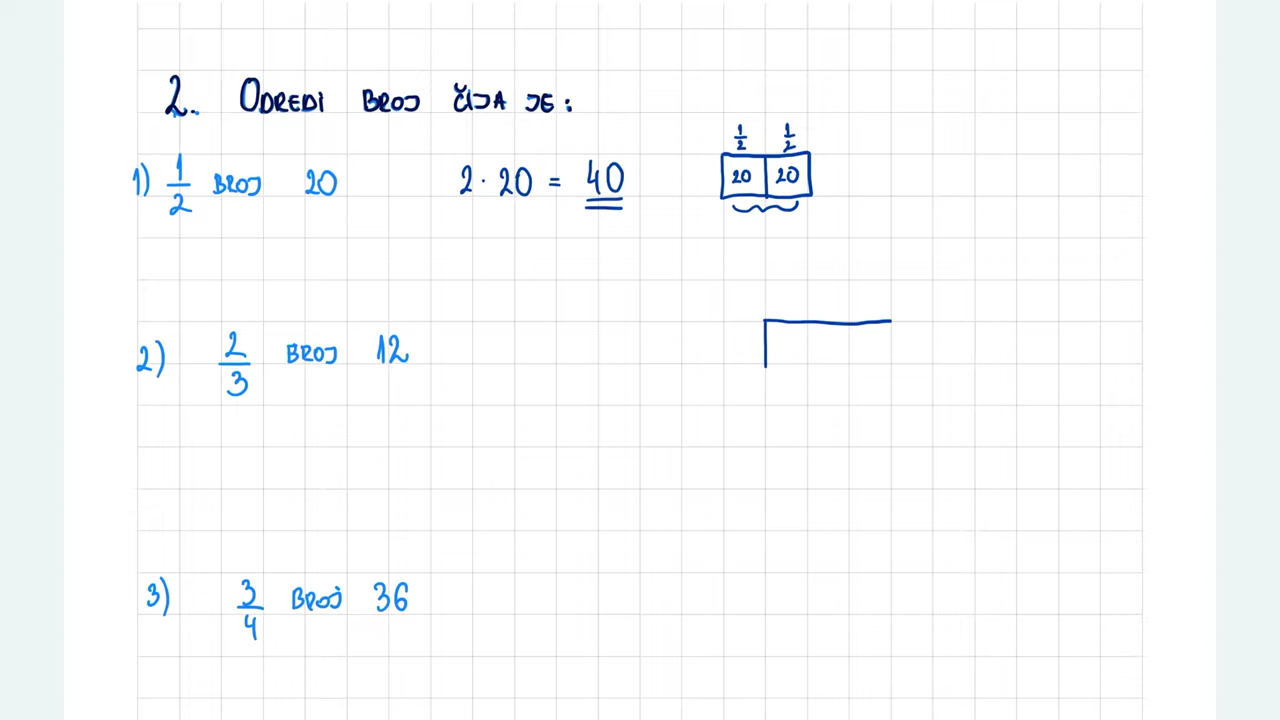 2. ODREDI BROJ ČIJA JE:
1) 1/2 BROJ 20 2 · 20 = 40
1/2 1/2
20 20
2) 2/3 BROJ 12
3) 3/4 BROJ 36